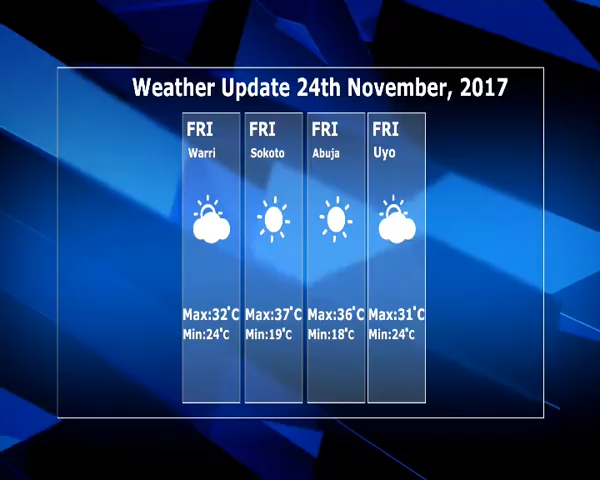 Weather Update 24th November, 2017
FRI
Warri
Max:32°C
Min:24°C
FRI
Sokoto
Max:37°C
Min:19°C
FRI
Abuja
Max:36°C
Min:18°C
FRI
Uyo
Max:31°C
Min:24°C